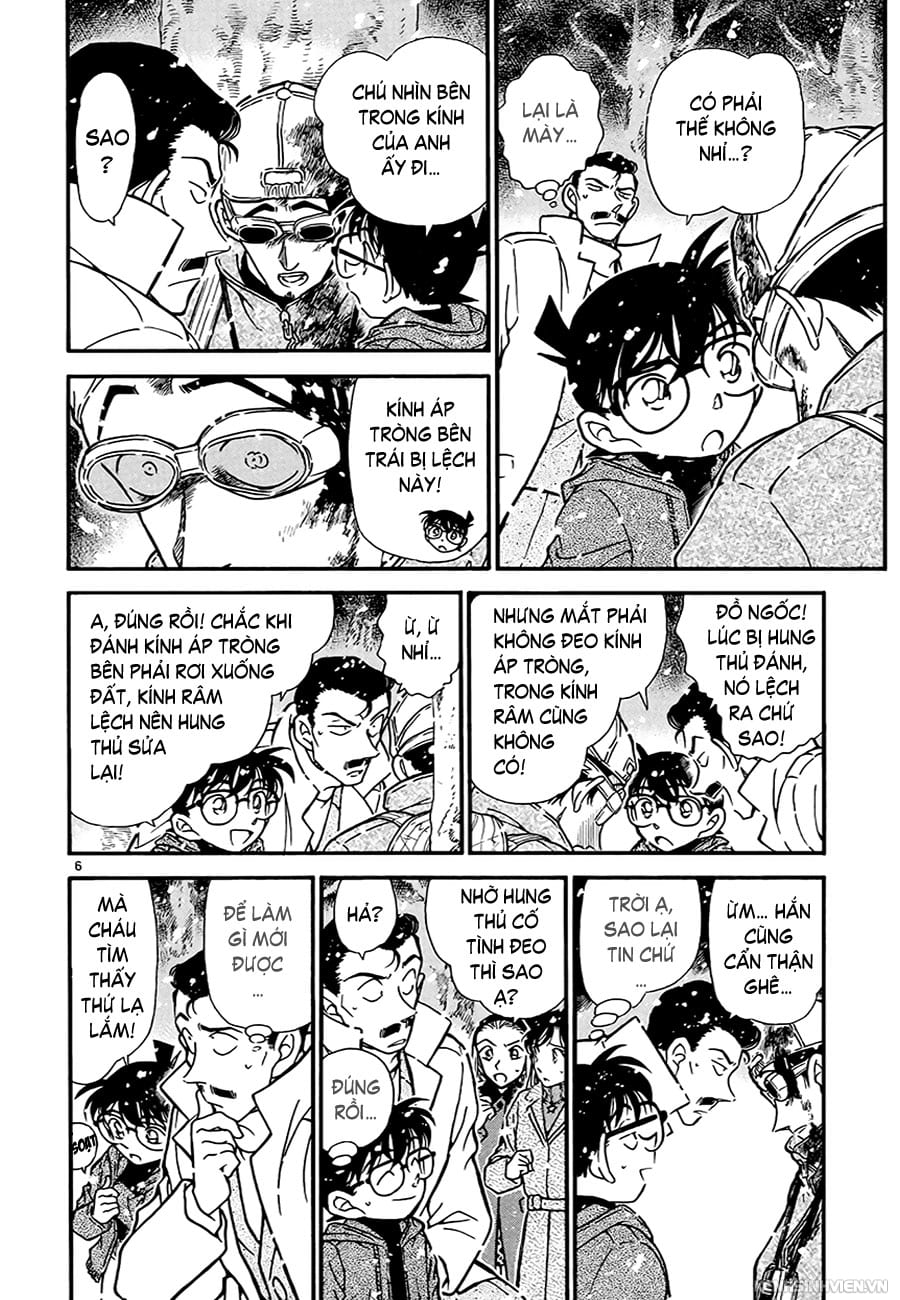 CÓ PHẢI
THẾ KHÔNG
NHỈ...?
LẠI LÀ
MÀY...
CHÚ NHÌN BÊN
TRONG KÍNH
CỦA ANH
ẤY ĐI...
SAO
?
KÍNH ÁP
TRÒNG BÊN
TRÁI BỊ LỆCH
NÀY!
ĐỒ NGỐC!
LÚC BỊ HUNG
THỦ ĐÁNH,
NÓ LỆCH
RA CHỨ
SAO!
NHƯNG MẮT PHẢI
KHÔNG ĐEO KÍNH
ÁP TRÒNG,
TRONG KÍNH
RÂM CŨNG
KHÔNG
CÓ!
Ừ, Ừ
NHỈ...
A, ĐÚNG RỒI! CHẮC KHI
ĐÁNH KÍNH ÁP TRÒNG
BÊN PHẢI RƠI XUỐNG
ĐẤT, KÍNH RÂM
LỆCH NÊN HUNG
THỦ SỬA
LẠI!
6
ỪM... HẮN
CŨNG
CẨN THẬN
GHÊ...
TRỜI Ạ,
SAO LẠI
TIN CHỨ
NHỜ HUNG
THỦ CỐ
TÌNH ĐEO
THÌ SAO
Ạ?
HẢ?
ĐÚNG
RỒI...
ĐỂ LÀM
GÌ MỚI
ĐƯỢC
...
MÀ
CHÁU
TÌM
THẤY
THỨ LẠ
LẮM!
SOẠT